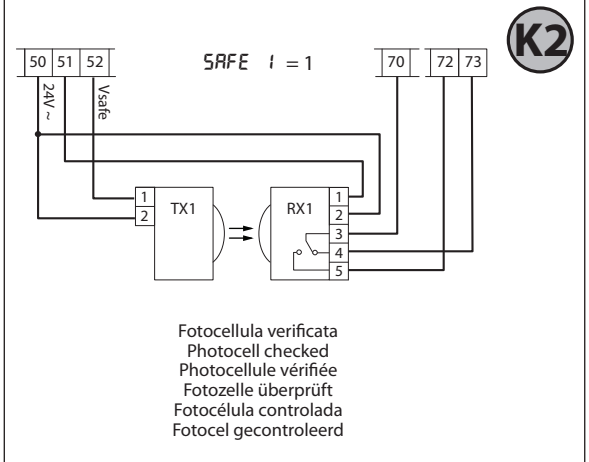 K2
50 51 52 SAFE 1 = 1 70 72 73
24V ~ Vsafe
1 TX1 RX1 1
2 2
3
4
5
Fotocellula verificata
Photocell checked
Photocellule vérifiée
Fotozelle überprüft
Fotocélula controlada
Fotocel gecontroleerd